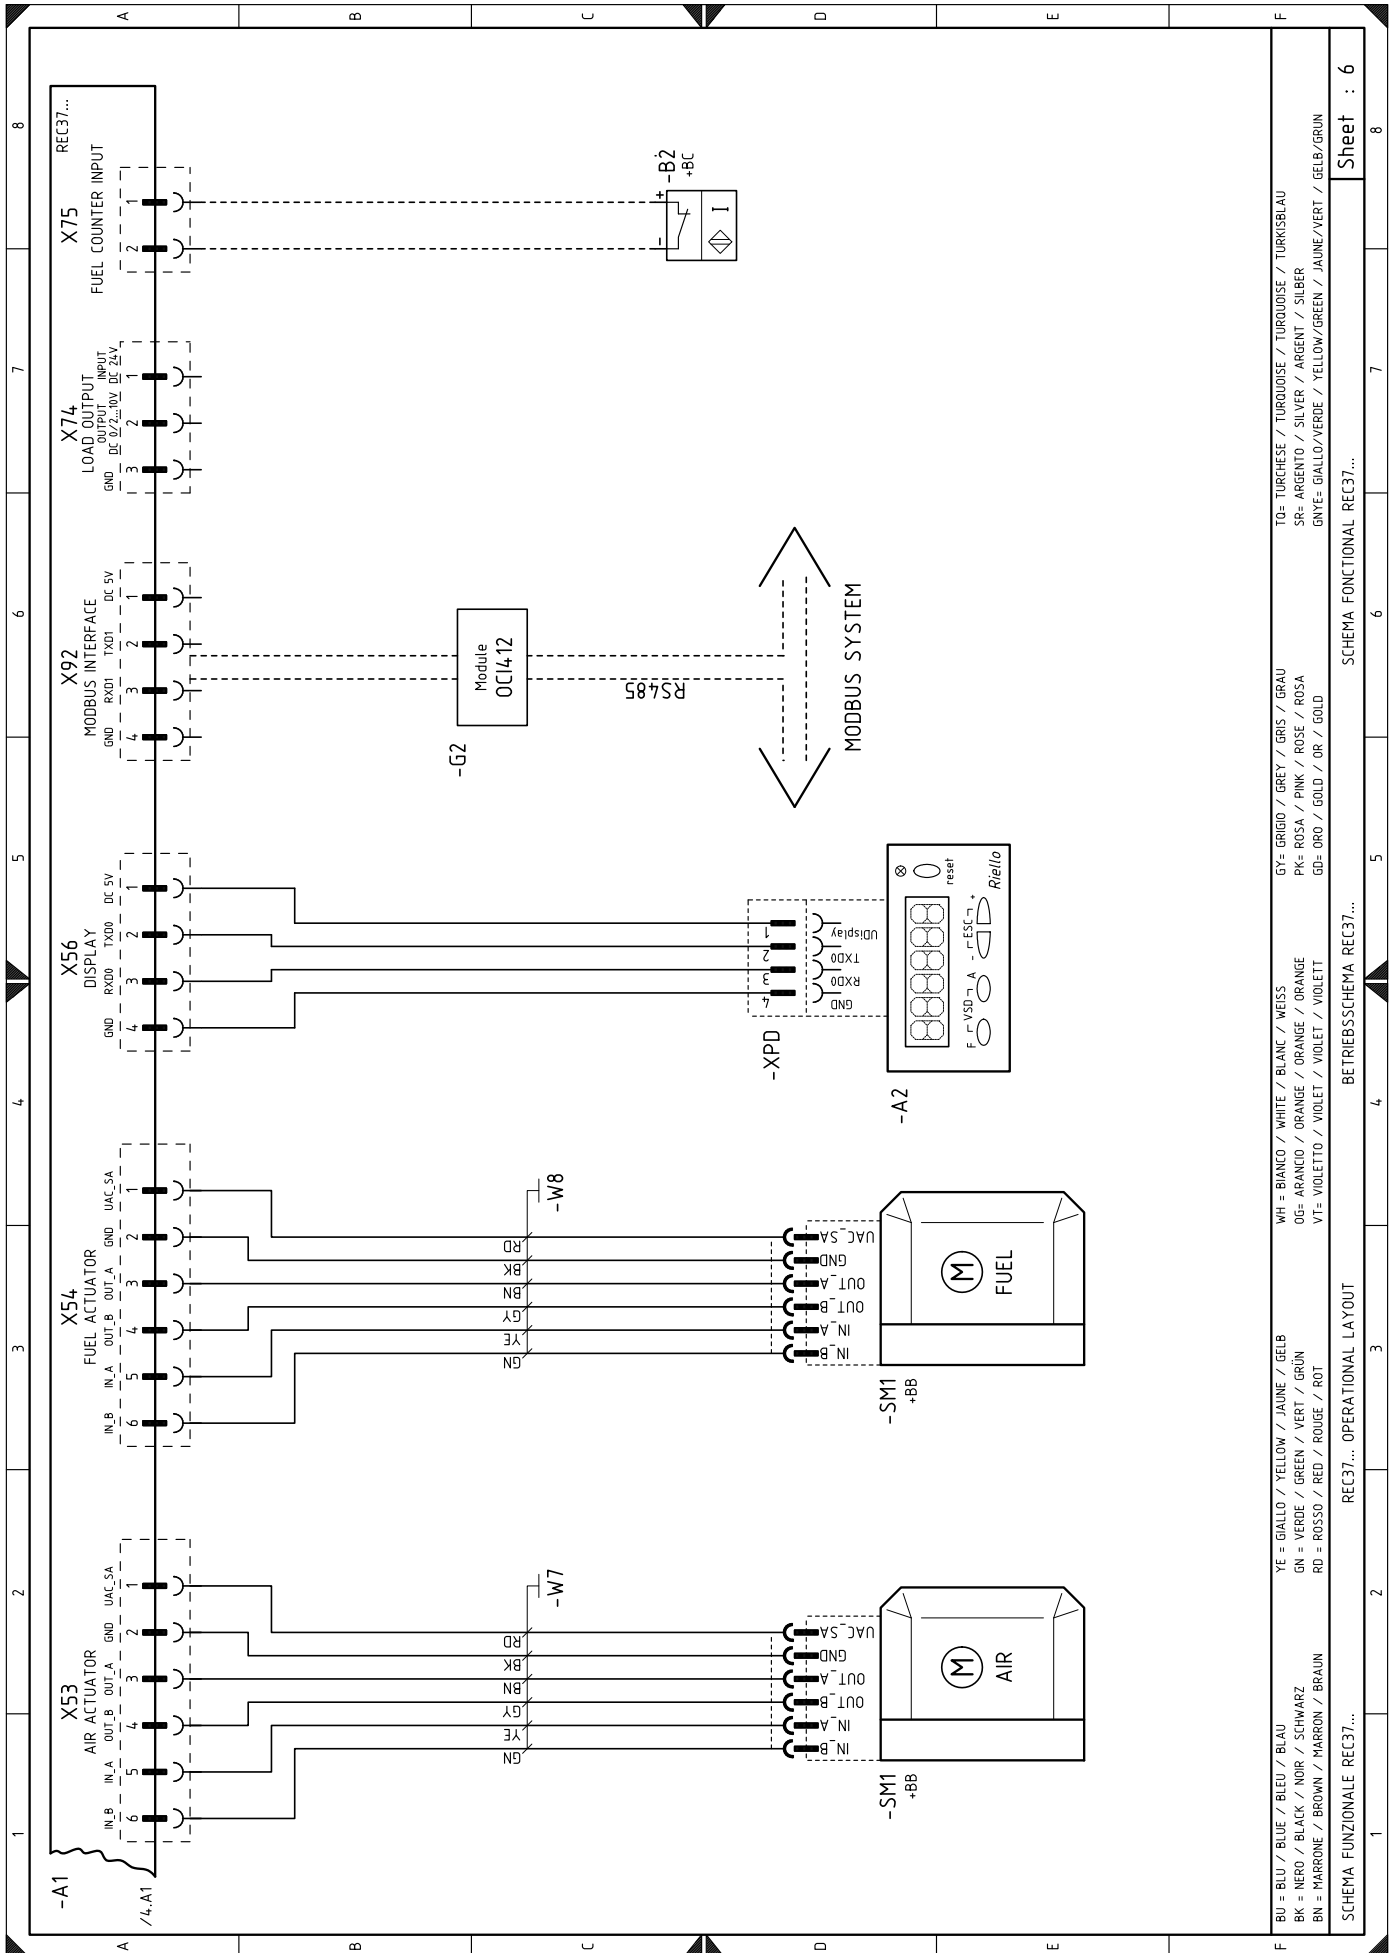 1 2 3 4 5 6 7 8
A
B
C
D
E
F
A
B
C
D
E
F
-A1
/4.A1
REC37...
X53
AIR ACTUATOR
IN_B IN_A OUT_B OUT_A GND UAC_SA
6 5 4 3 2 1
GN YE GY BN BK RD
-W7
IN_B IN_A OUT_B OUT_A GND UAC_SA
-SM1
+BB
M
AIR
X54
FUEL ACTUATOR
IN_B IN_A OUT_B OUT_A GND UAC_SA
6 5 4 3 2 1
GN YE GY BN BK RD
-W8
IN_B IN_A OUT_B OUT_A GND UAC_SA
-SM1
+BB
M
FUEL
X56
DISPLAY
GND RXD0 TXD0 DC 5V
4 3 2 1
-XPD
4 3 2 1
GND RXD0 TXD0 UDisplay
-A2
F VSD A - ESC +
reset
Riello
X92
MODBUS INTERFACE
GND RXD1 TXD1 DC 5V
4 3 2 1
-G2
Module
OCI412
RS485
MODBUS SYSTEM
X74
LOAD OUTPUT
OUTPUT INPUT
GND DC 0/2...10V DC 24V
3 2 1
X75
FUEL COUNTER INPUT
2 1
- +
-B2
+BC
I
BU = BLU / BLUE / BLEU / BLAU
BK = NERO / BLACK / NOIR / SCHWARZ
BN = MARRONE / BROWN / MARRON / BRAUN
YE = GIALLO / YELLOW / JAUNE / GELB
GN = VERDE / GREEN / VERT / GRÜN
RD = ROSSO / RED / ROUGE / ROT
WH = BIANCO / WHITE / BLANC / WEISS
OG= ARANCIO / ORANGE / ORANGE / ORANGE
VT= VIOLETTO / VIOLET / VIOLET / VIOLETT
GY= GRIGIO / GREY / GRIS / GRAU
PK= ROSA / PINK / ROSE / ROSA
GD= ORO / GOLD / OR / GOLD
TQ= TURCHESE / TURQUOISE / TURQUOISE / TURKISBLAU
SR= ARGENTO / SILVER / ARGENT / SILBER
GNYE= GIALLO/VERDE / YELLOW/GREEN / JAUNE/VERT / GELB/GRUN
SCHEMA FUNZIONALE REC37... REC37... OPERATIONAL LAYOUT BETRIEBSSCHEMA REC37... SCHEMA FONCTIONAL REC37...
Sheet : 6
1 2 3 4 5 6 7 8